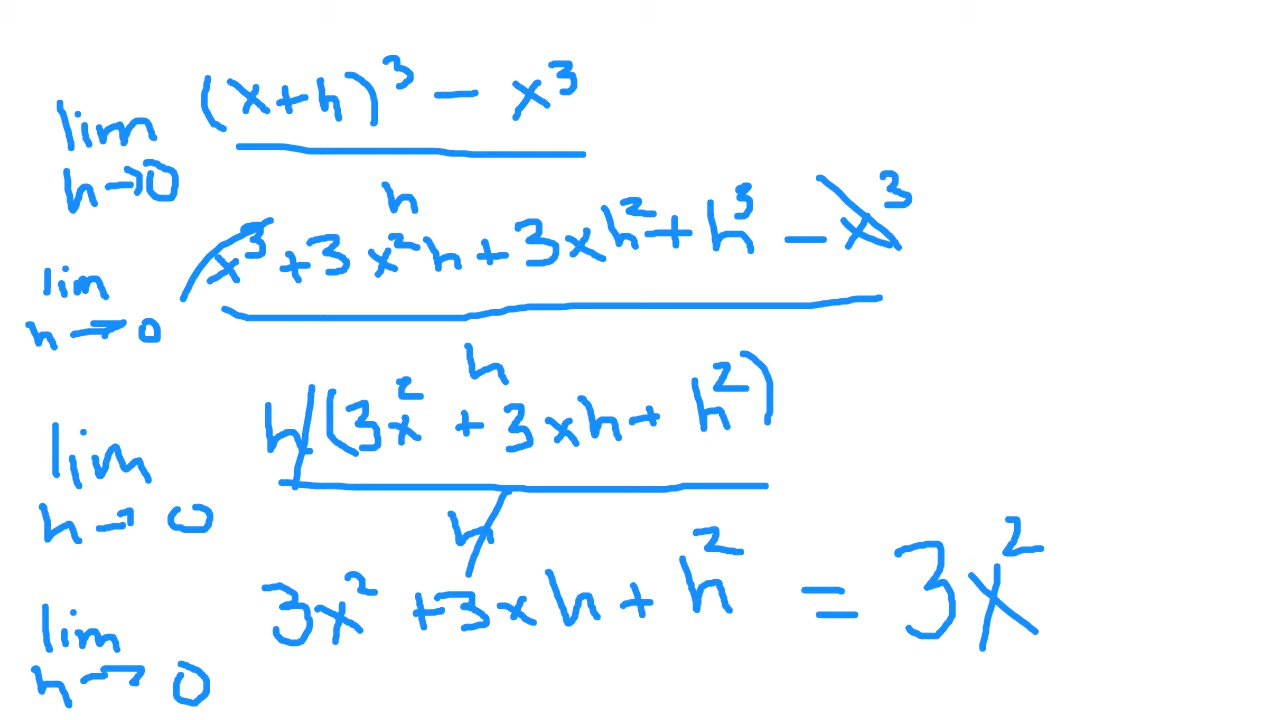 lim h→0 (x+h)³ − x³ / h
lim h→0 x³ + 3x²h + 3xh² + h³ − x³ / h
lim h→0 h(3x² + 3xh + h²) / h
lim h→0 3x² + 3xh + h² = 3x²